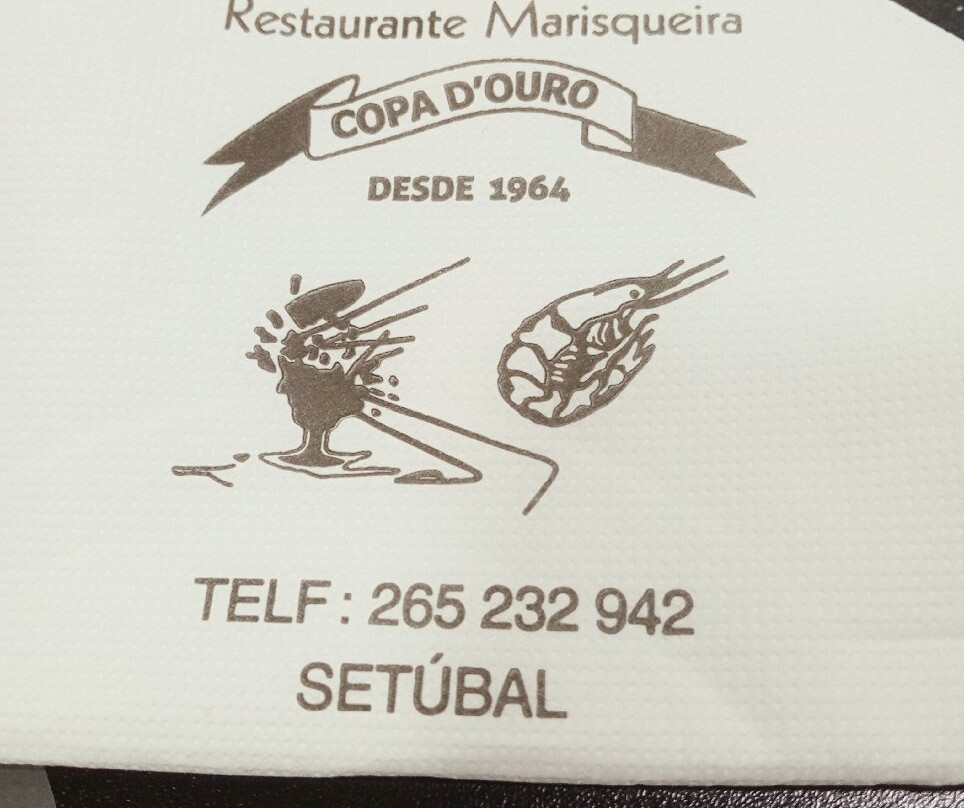 Restaurante Marisqueira
COPA D'OURO
DESDE 1964
TELF: 265 232 942
SETÚBAL